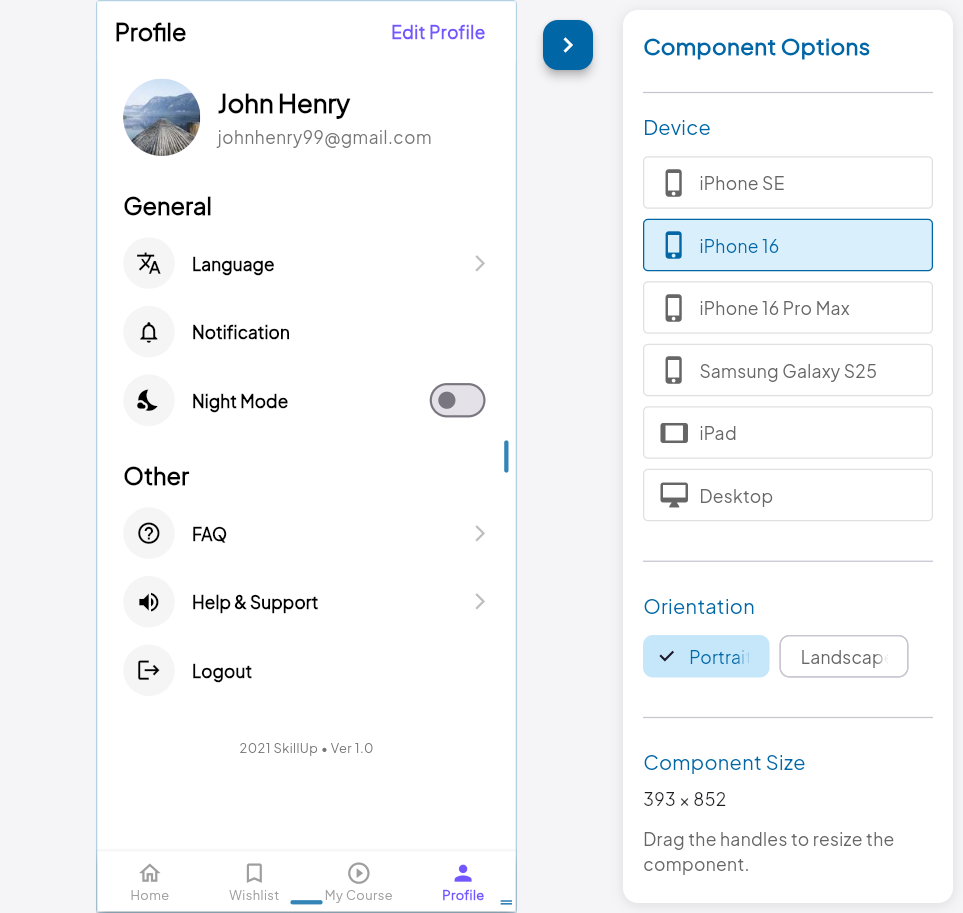 Profile
Edit Profile
John Henry
johnhenry99@gmail.com
General
Language
Notification
Night Mode
Other
FAQ
Help & Support
Logout
2021 SkillUp • Ver 1.0
Home
Wishlist
My Course
Profile
Component Options
Device
iPhone SE
iPhone 16
iPhone 16 Pro Max
Samsung Galaxy S25
iPad
Desktop
Orientation
Portrait
Landscap
Component Size
393 × 852
Drag the handles to resize the
component.